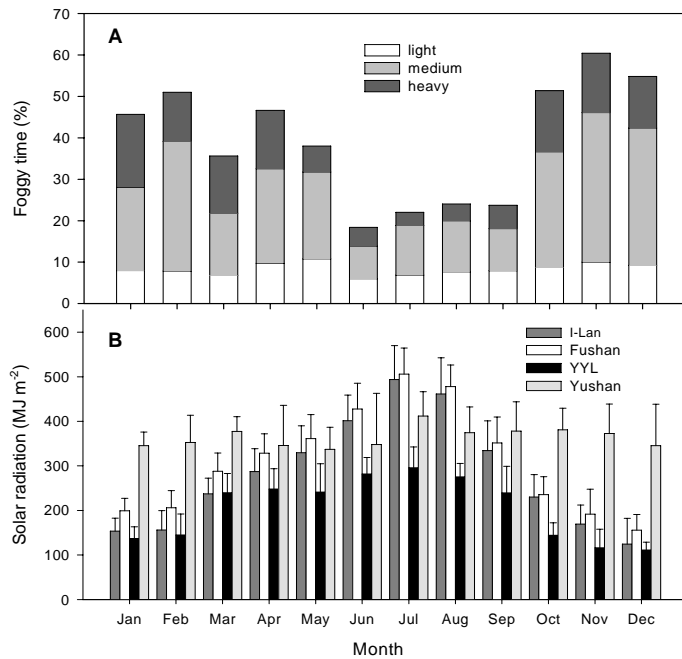 A
light
medium
heavy
70
60
50
40
30
20
10
0
Foggy time (%)
B
I-Lan
Fushan
YYL
Yushan
600
500
400
300
200
100
0
Solar radiation (MJ m-2)
Jan Feb Mar Apr May Jun Jul Aug Sep Oct Nov Dec
Month